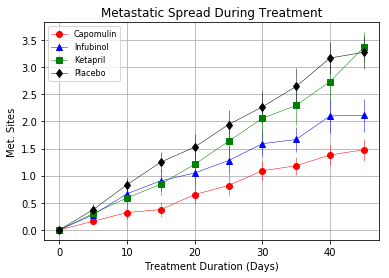 Metastatic Spread During Treatment
Capomulin
Infubinol
Ketapril
Placebo
Met. Sites
3.5
3.0
2.5
2.0
1.5
1.0
0.5
0.0
0
10
20
30
40
Treatment Duration (Days)